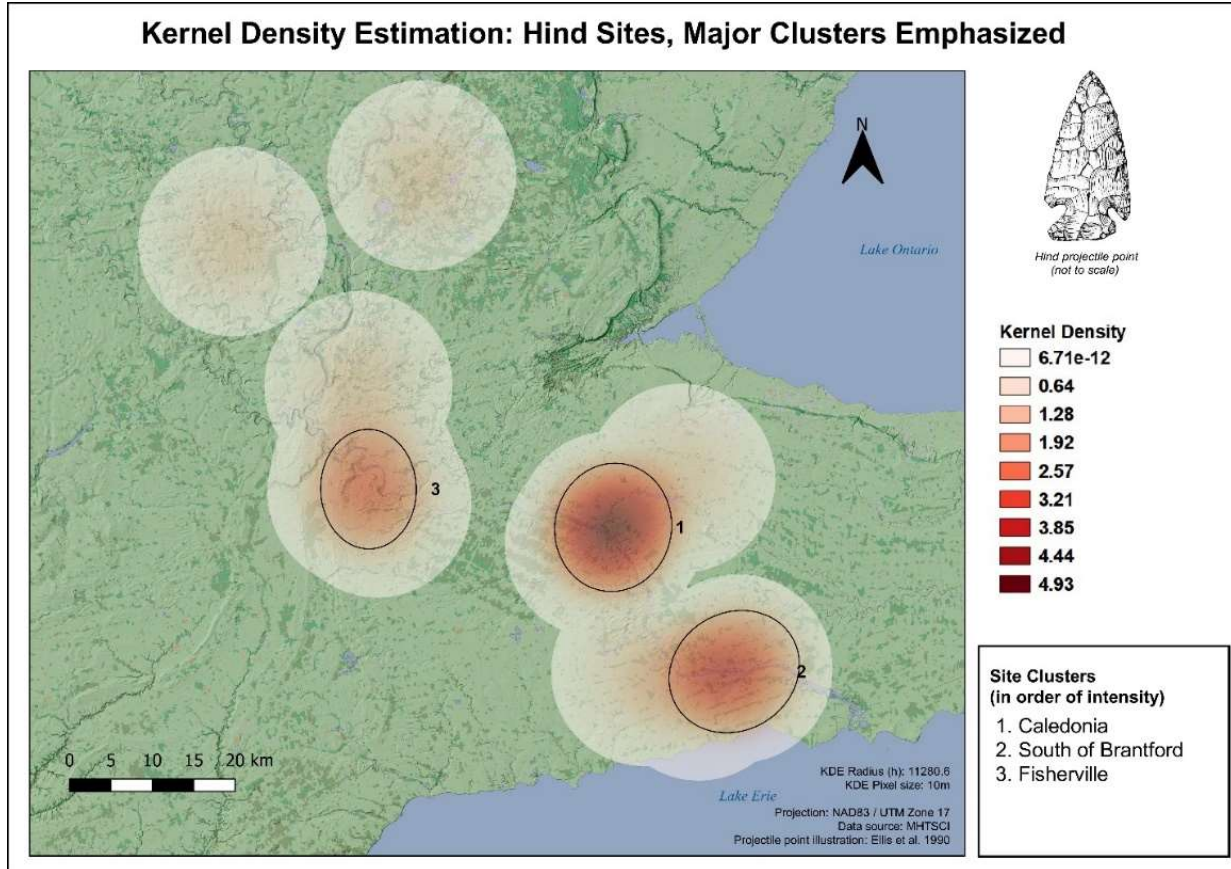 Kernel Density Estimation: Hind Sites, Major Clusters Emphasized
N
Lake Ontario
Hind projectile point
(not to scale)
Kernel Density
6.71e-12
0.64
1.28
1.92
2.57
3.21
3.85
4.44
4.93
3
1
2
0 5 10 15 20 km
Lake Erie
KDE Radius (h): 11280.6
KDE Pixel size: 10m
Projection: NAD83 / UTM Zone 17
Data source: MHTSCI
Projectile point illustration: Ellis et al. 1990
Site Clusters
(in order of intensity)
1. Caledonia
2. South of Brantford
3. Fisherville